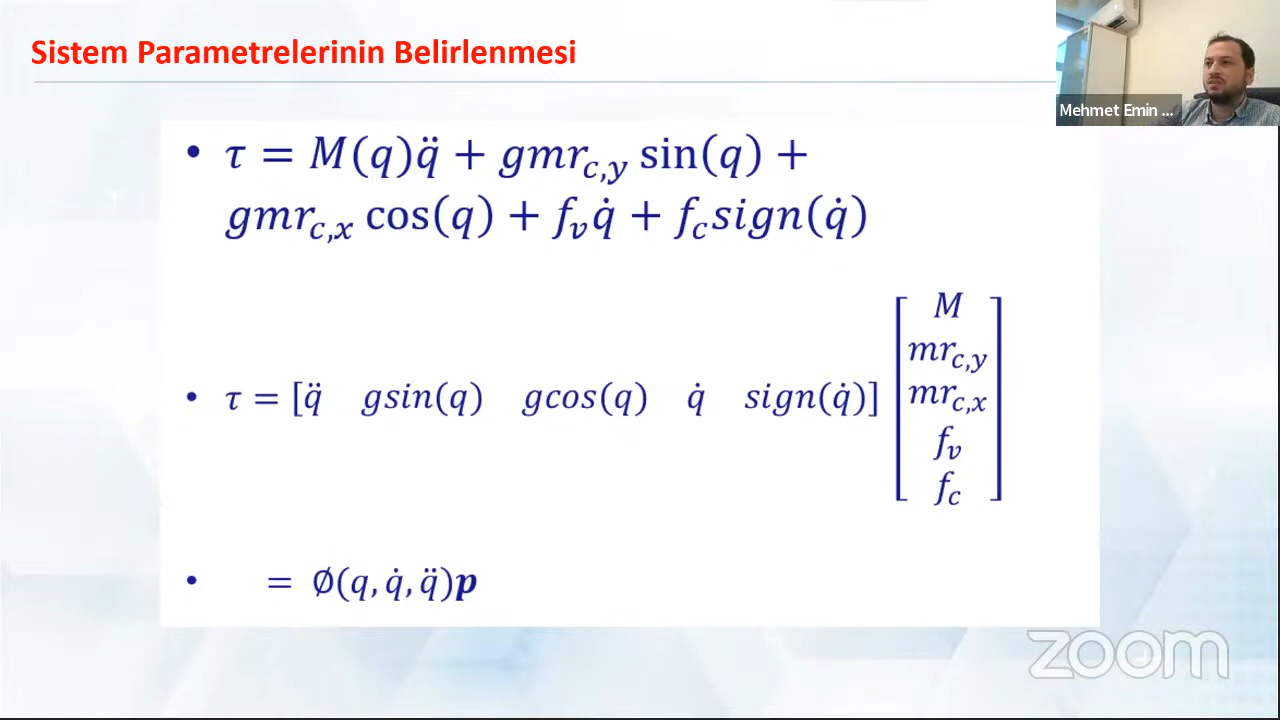 Sistem Parametrelerinin Belirlenmesi
Mehmet Emin ...
• τ = M(q)q̈ + gmr_{c,y} sin(q) +
gmr_{c,x} cos(q) + f_v q̇ + f_c sign(q̇)
• τ = [q̈ gsin(q) gcos(q) q̇ sign(q̇)] [M
mr_{c,y}
mr_{c,x}
f_v
f_c]
• = ∅(q, q̇, q̈)p
zoom